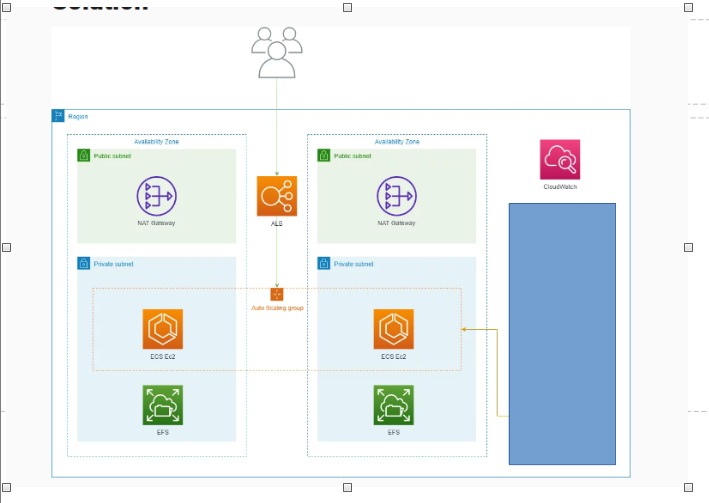 Solution
Region
Availability Zone
Availability Zone
Public subnet
Public subnet
CloudWatch
NAT Gateway
ALB
NAT Gateway
Private subnet
Private subnet
Auto Scaling group
ECS Ec2
ECS Ec2
EFS
EFS